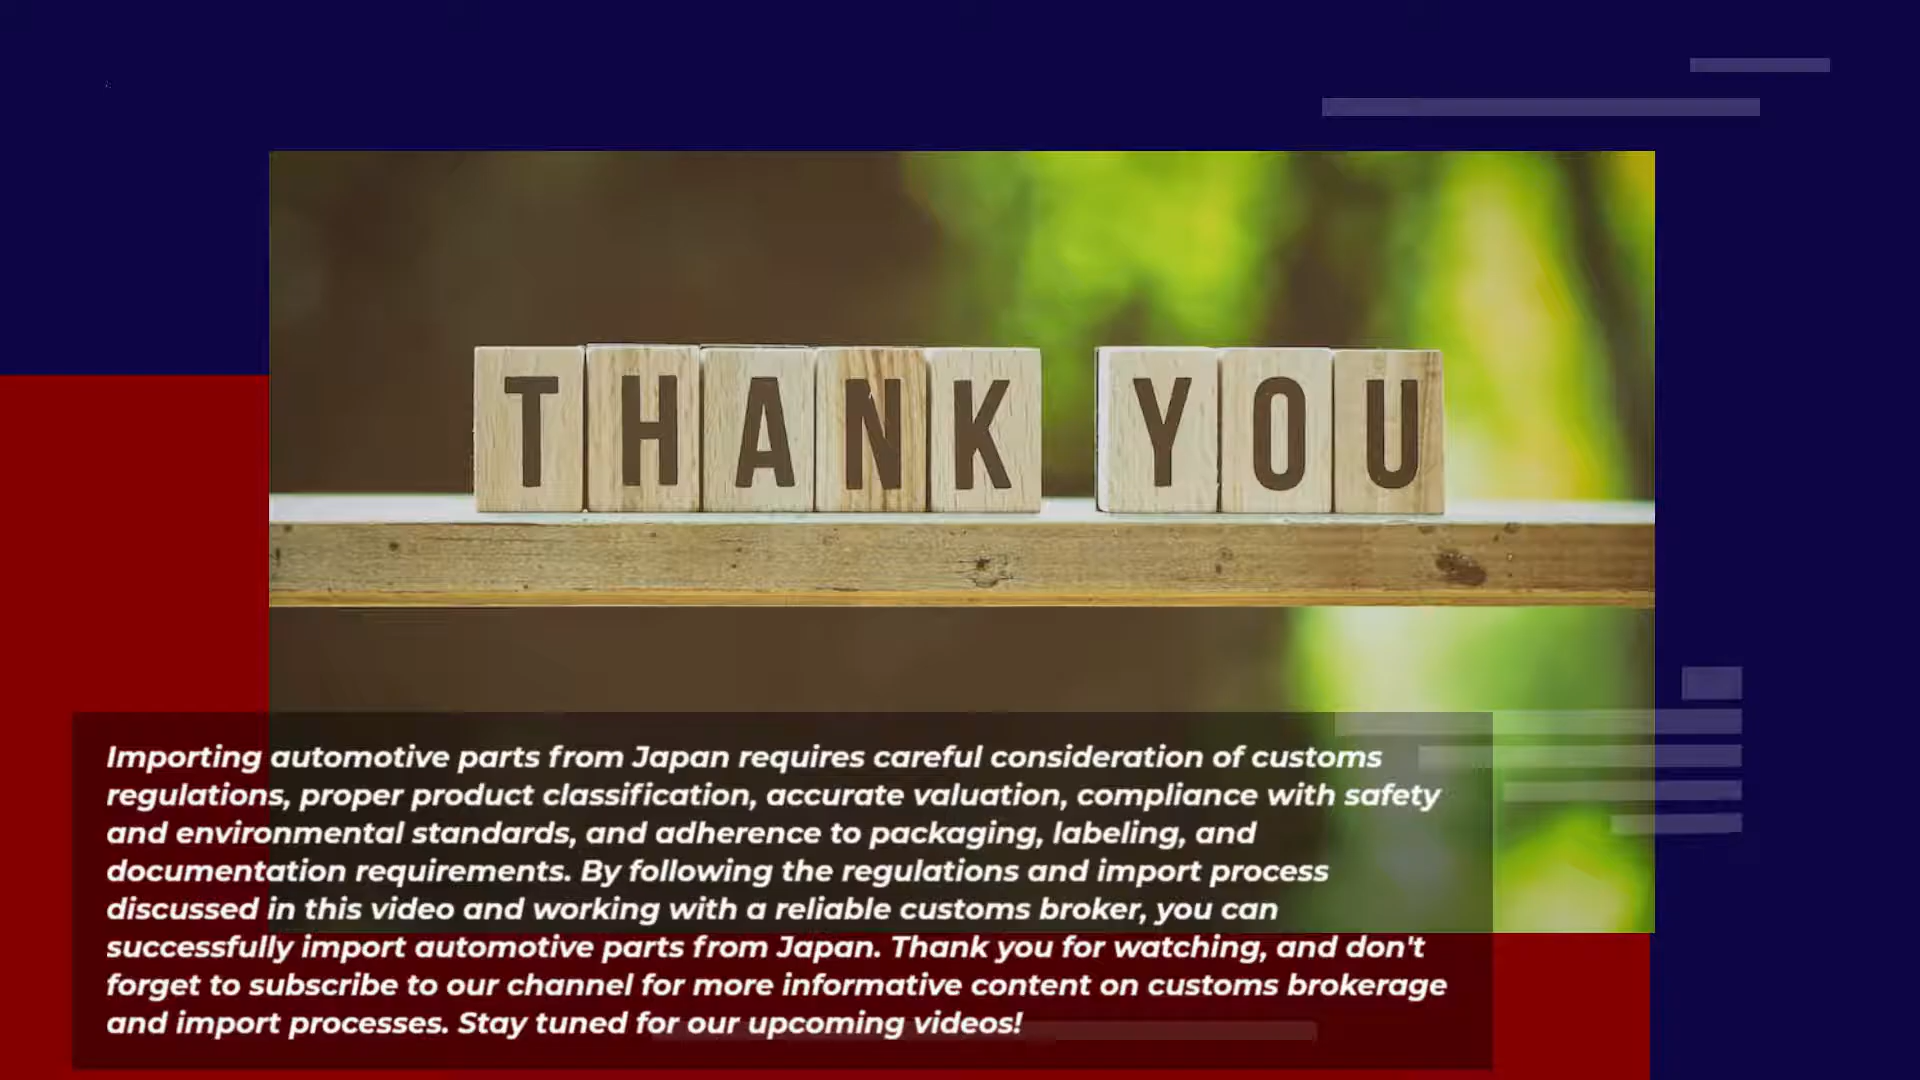 THANK YOU
Importing automotive parts from Japan requires careful consideration of customs
regulations, proper product classification, accurate valuation, compliance with safety
and environmental standards, and adherence to packaging, labeling, and
documentation requirements. By following the regulations and import process
discussed in this video and working with a reliable customs broker, you can
successfully import automotive parts from Japan. Thank you for watching, and don't
forget to subscribe to our channel for more informative content on customs brokerage
and import processes. Stay tuned for our upcoming videos!